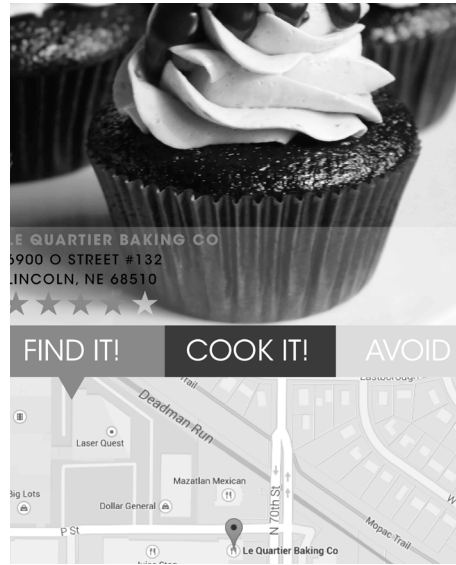 LE QUARTIER BAKING CO
6900 O STREET #132
LINCOLN, NE 68510
FIND IT!
COOK IT!
AVOID
Trail
Eastborough
Deadman Run
Laser Quest
Big Lots
Mazatlan Mexican
Dollar General
N 70th St
P St
Mopac Trail
W
Le Quartier Baking Co